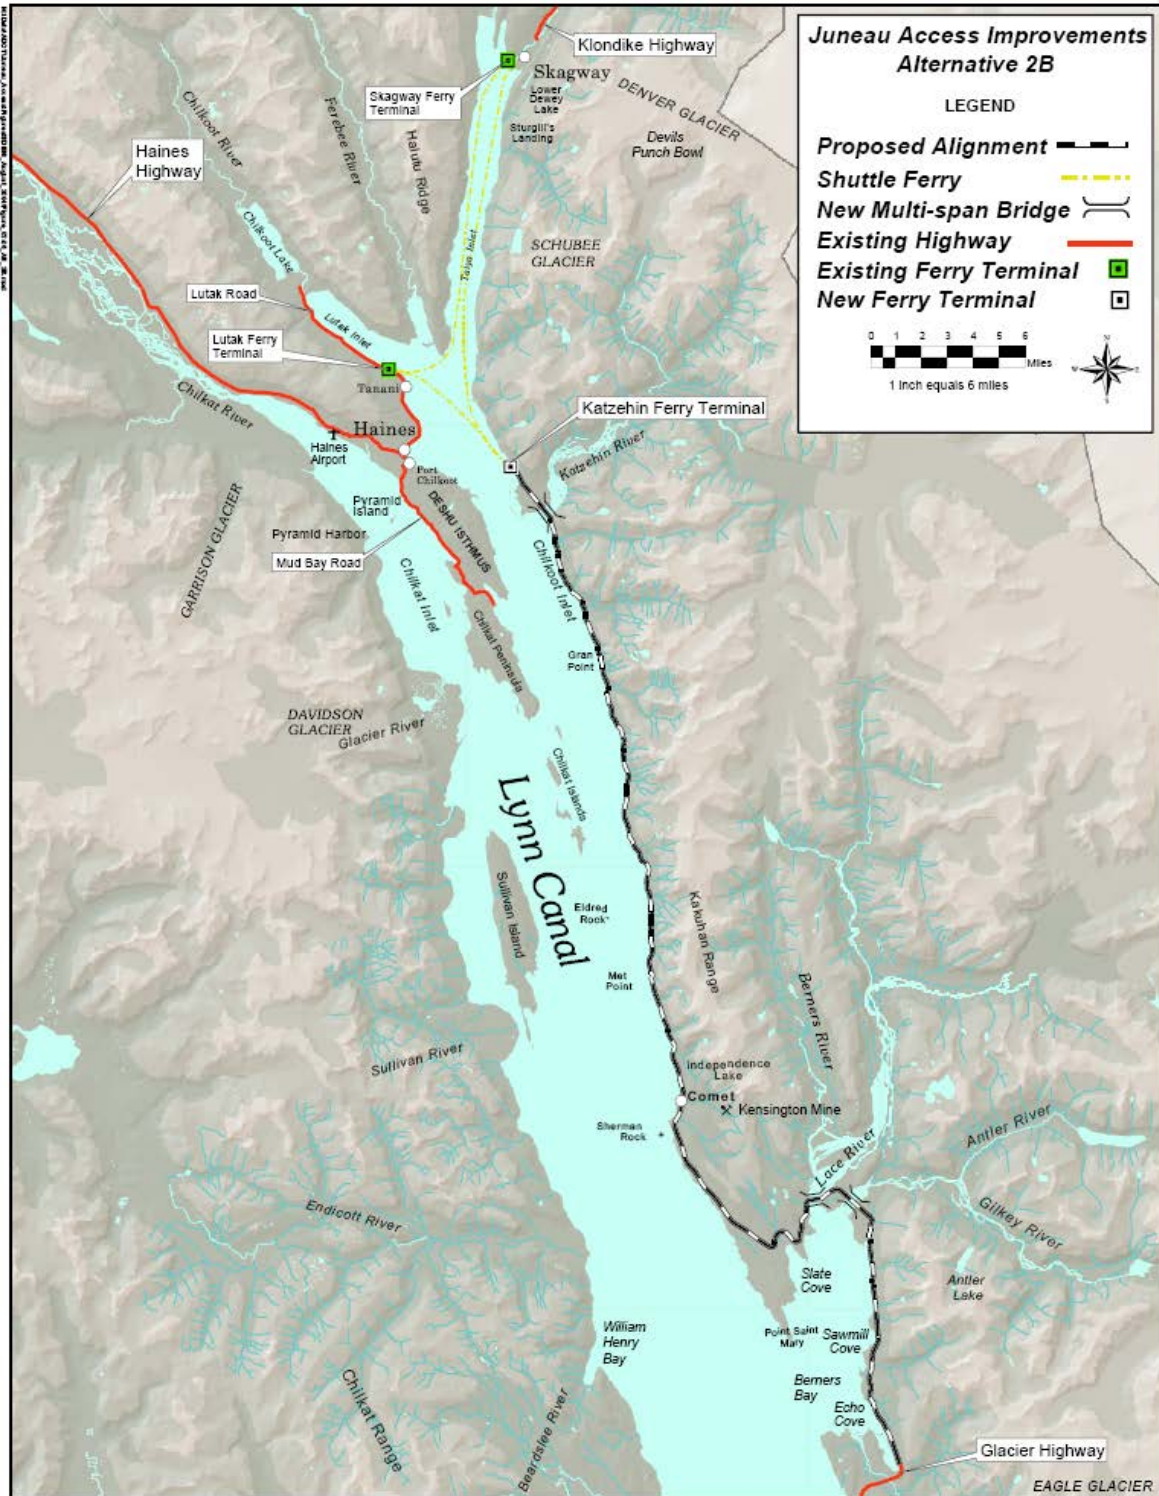 Juneau Access Improvements
Alternative 2B
LEGEND
Proposed Alignment
Shuttle Ferry
New Multi-span Bridge
Existing Highway
Existing Ferry Terminal
New Ferry Terminal
0 1 2 3 4 5 6
Miles
1 inch equals 6 miles
N
W E
S
Klondike Highway
Skagway
Skagway Ferry
Terminal
Lower
Dewey
Lake
Sturgill's
Landing
DENVER GLACIER
Devils
Punch Bowl
Chilkoot River
Ferebee River
Halutu Ridge
Haines
Highway
Chilkoot Lake
Taiya Inlet
SCHUBEE
GLACIER
Lutak Road
Lutak Inlet
Lutak Ferry
Terminal
Tanani
Chilkat River
Haines
Haines
Airport
Port
Chilkoot
Katzehin Ferry Terminal
Katzehin River
Pyramid
Island
DESHU ISTHMUS
Pyramid Harbor
Mud Bay Road
GARRISON GLACIER
Chilkat Inlet
Chilkoot Inlet
Chilkat Peninsula
Gran
Point
DAVIDSON
GLACIER
Glacier River
Chilkat Islands
Lynn Canal
Sullivan Island
Eldred
Rock
Kakuhan Range
Met
Point
Berners River
Sullivan River
Independence
Lake
Comet
Kensington Mine
Sherman
Rock
Lace River
Antler River
Gilkey River
Endicott River
Slate
Cove
Antler
Lake
William
Henry
Bay
Point Saint
Mary
Sawmill
Cove
Berners
Bay
Echo
Cove
Chilkat Range
Beardslee River
Glacier Highway
EAGLE GLACIER